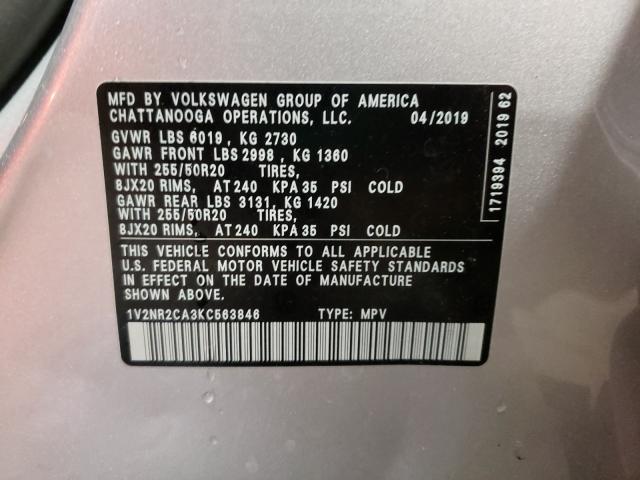 MFD BY VOLKSWAGEN GROUP OF AMERICA
CHATTANOOGA OPERATIONS, LLC. 04/2019
GVWR LBS 6019 , KG 2730
GAWR FRONT LBS 2998 , KG 1360
WITH 255/50R20 TIRES,
8JX20 RIMS, AT 240 KPA 35 PSI COLD
GAWR REAR LBS 3131, KG 1420
WITH 255/50R20 TIRES,
8JX20 RIMS, AT 240 KPA 35 PSI COLD
THIS VEHICLE CONFORMS TO ALL APPLICABLE
U.S. FEDERAL MOTOR VEHICLE SAFETY STANDARDS
IN EFFECT ON THE DATE OF MANUFACTURE
SHOWN ABOVE.
1V2NR2CA3KC563846 TYPE: MPV
1719394 2019 62